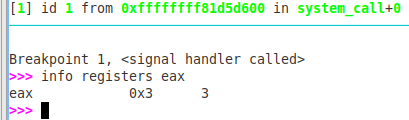 [1] id 1 from 0xffffffff81d5d600 in system_call+0
Breakpoint 1, <signal handler called>
>>> info registers eax
eax            0x3      3
>>>